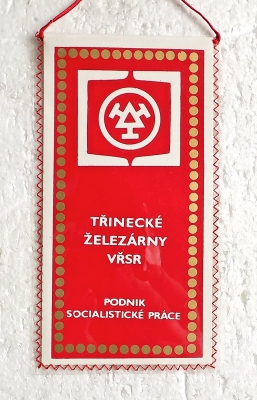 TŘINECKÉ
ŽELEZÁRNY
VŘSR
PODNIK
SOCIALISTICKÉ PRÁCE